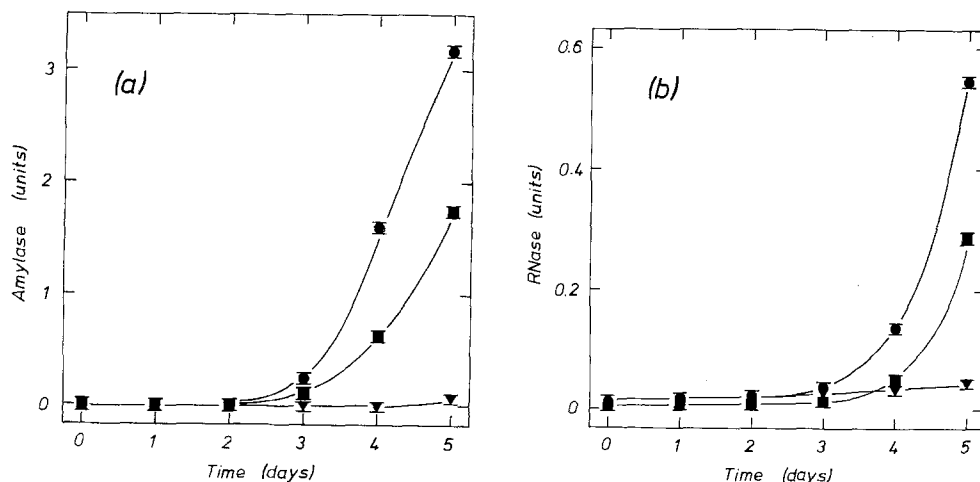 (a)
Amylase (units)
3
2
1
0
0 1 2 3 4 5
Time (days)
(b)
RNase (units)
0.6
0.4
0.2
0
0 1 2 3 4 5
Time (days)